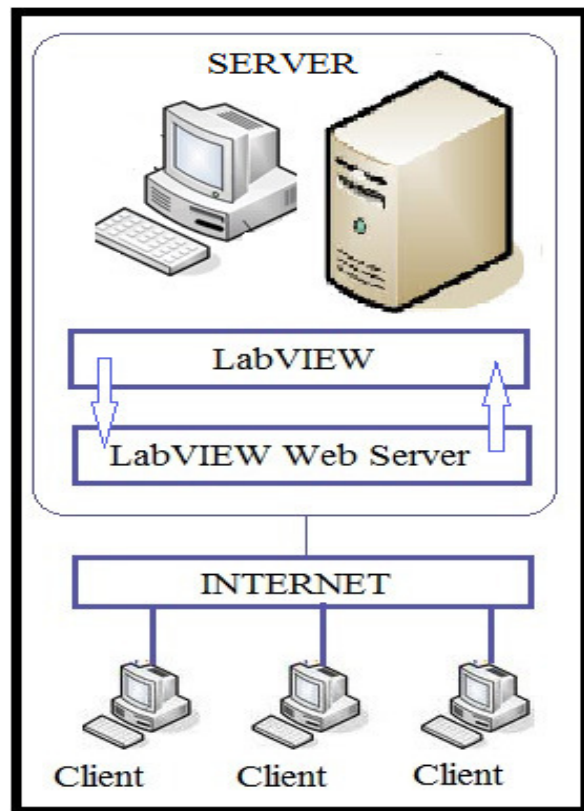 SERVER
LabVIEW
LabVIEW Web Server
INTERNET
Client
Client
Client